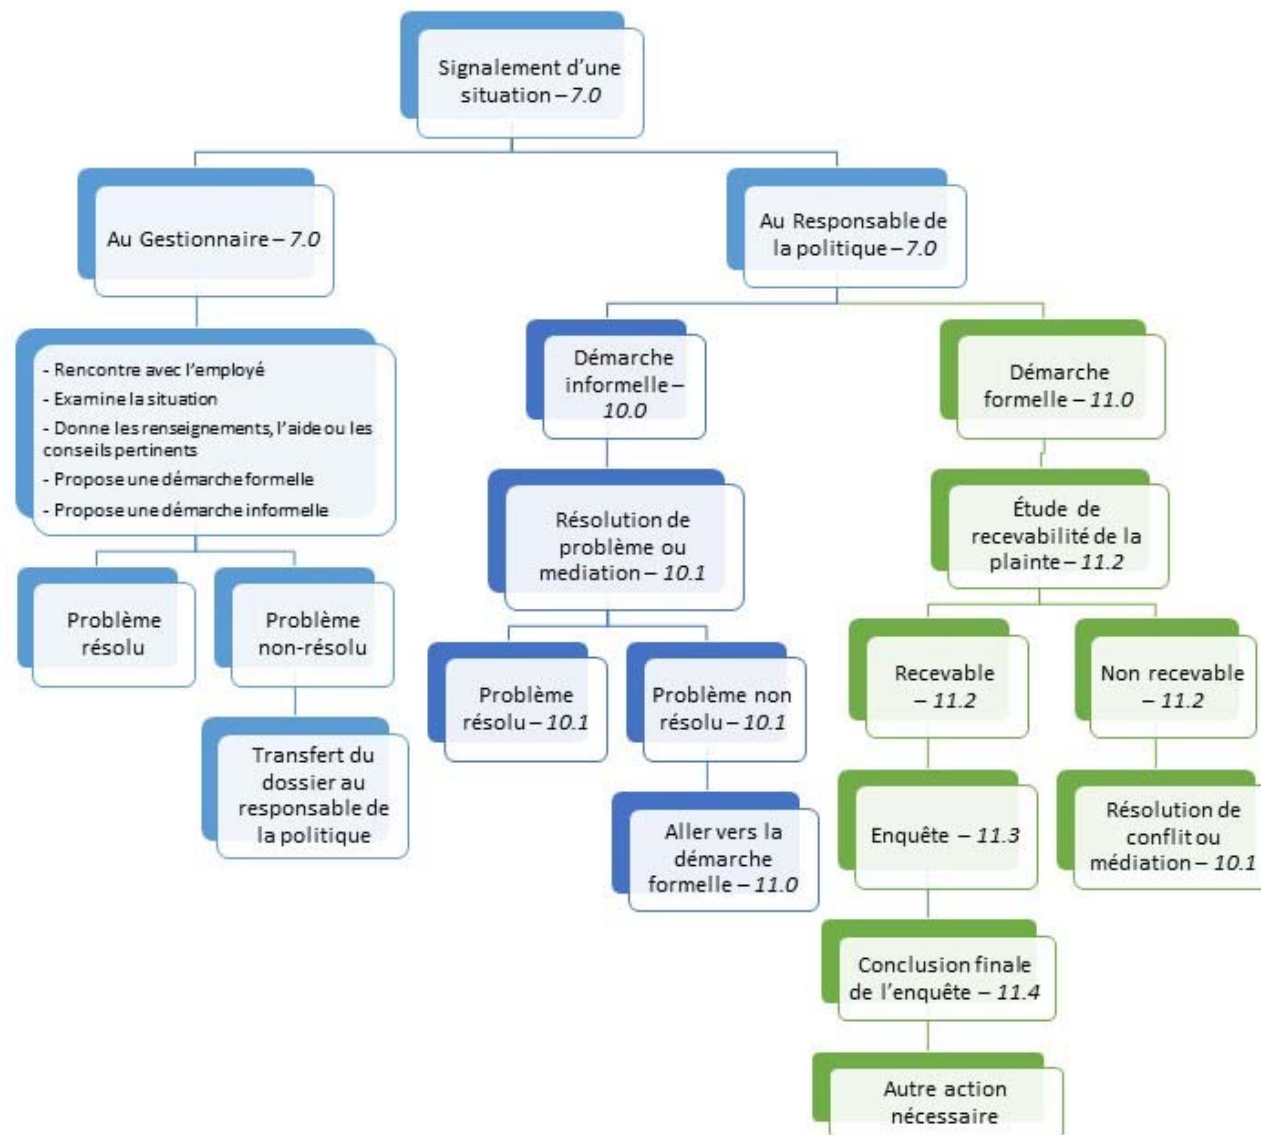 Signalement d’une
situation – 7.0
Au Gestionnaire – 7.0
Au Responsable de
la politique – 7.0
- Rencontre avec l’employé
- Examine la situation
- Donne les renseignements, l’aide ou les
conseils pertinents
- Propose une démarche formelle
- Propose une démarche informelle
Problème
résolu
Problème
non-résolu
Transfert du
dossier au
responsable de
la politique
Démarche
informelle –
10.0
Résolution de
problème ou
mediation – 10.1
Problème
résolu – 10.1
Problème non
résolu – 10.1
Aller vers la
démarche
formelle – 11.0
Démarche
formelle – 11.0
Étude de
recevabilité de la
plainte – 11.2
Recevable
– 11.2
Non recevable
– 11.2
Enquête – 11.3
Résolution de
conflit ou
médiation – 10.1
Conclusion finale
de l’enquête – 11.4
Autre action
nécessaire